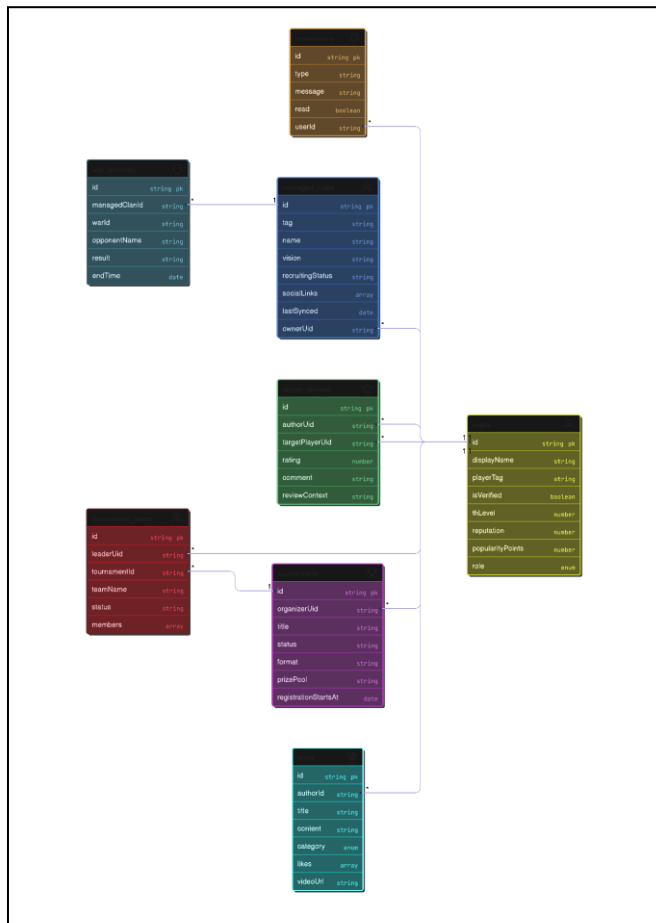 id string pk
type string
message string
read boolean
userId string *
id string pk
managedClanId string *
warId string
opponentName string
result string
endTime date
1
id string pk
tag string
name string
vision string
recruitingStatus string
socialLinks array
lastSynced date
ownerUid string *
id string pk
authorUid string *
targetPlayerUid string *
rating number
comment string
reviewContext string
1
1
id string pk
displayName string
playerTag string
isVerified boolean
thLevel number
reputation number
popularityPoints number
role enum
id string pk
leaderUid string *
tournamentId string *
teamName string
status string
members array
1
id string pk
organizerUid string *
title string
status string
format string
prizePool string
registrationStartsAt date
id string pk
authorId string *
title string
content string
category enum
likes array
videoUrl string